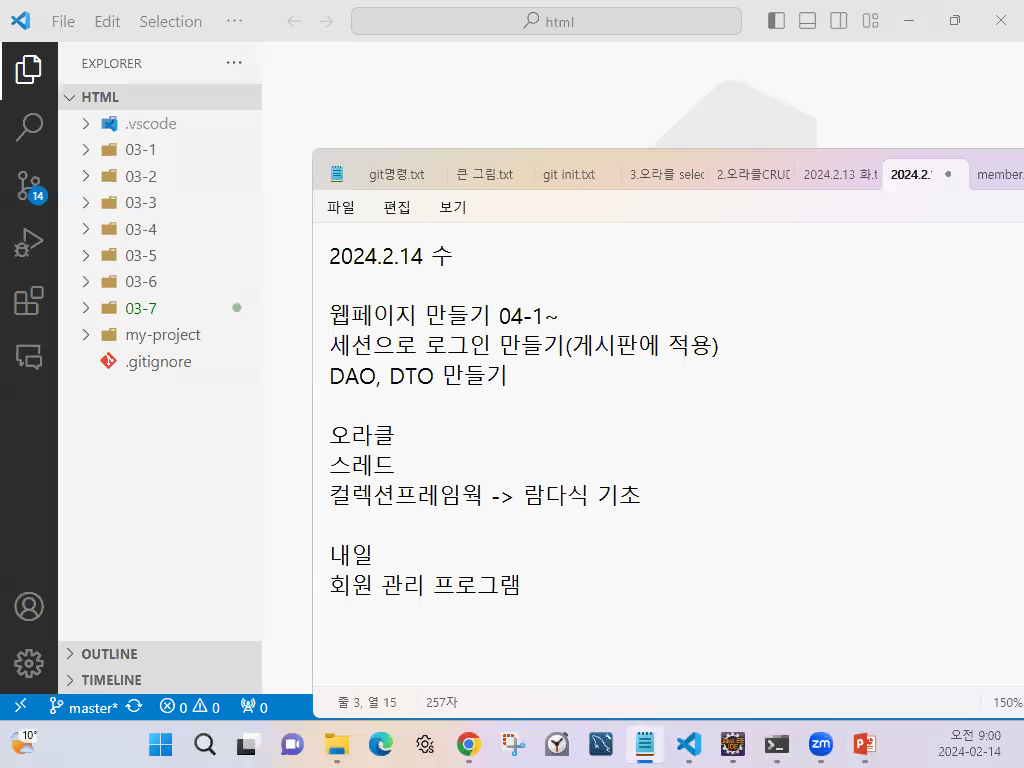 File Edit Selection ···
html
EXPLORER ···
HTML
.vscode
03-1
03-2
03-3
03-4
03-5
03-6
03-7
my-project
.gitignore
14
OUTLINE
TIMELINE
master* 0 0 0
git명령.txt 큰 그림.txt git init.txt 3.오라클 selec 2.오라클CRUD 2024.2.13 화.t 2024.2. member.
파일 편집 보기
2024.2.14 수
웹페이지 만들기 04-1~
세션으로 로그인 만들기(게시판에 적용)
DAO, DTO 만들기
오라클
스레드
컬렉션프레임웍 -> 람다식 기초
내일
회원 관리 프로그램
줄 3, 열 15 257자 150%
10°
zm
오전 9:00
2024-02-14